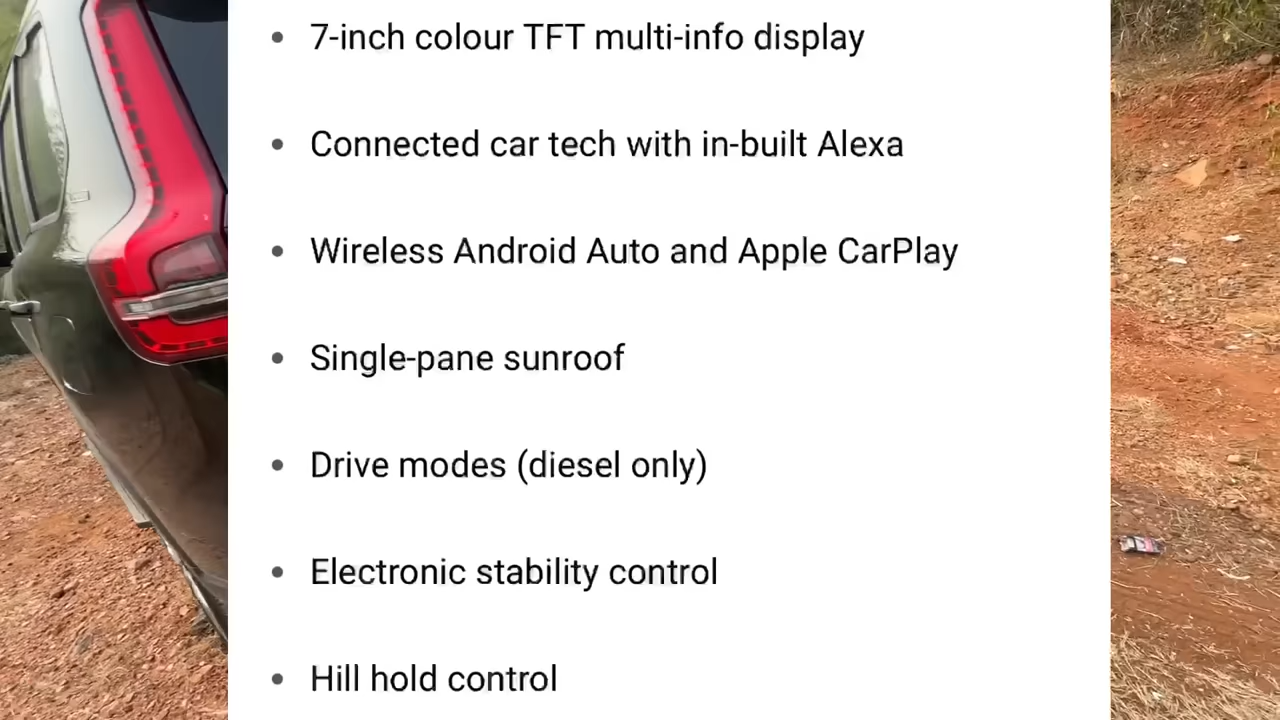 • 7-inch colour TFT multi-info display
• Connected car tech with in-built Alexa
• Wireless Android Auto and Apple CarPlay
• Single-pane sunroof
• Drive modes (diesel only)
• Electronic stability control
• Hill hold control